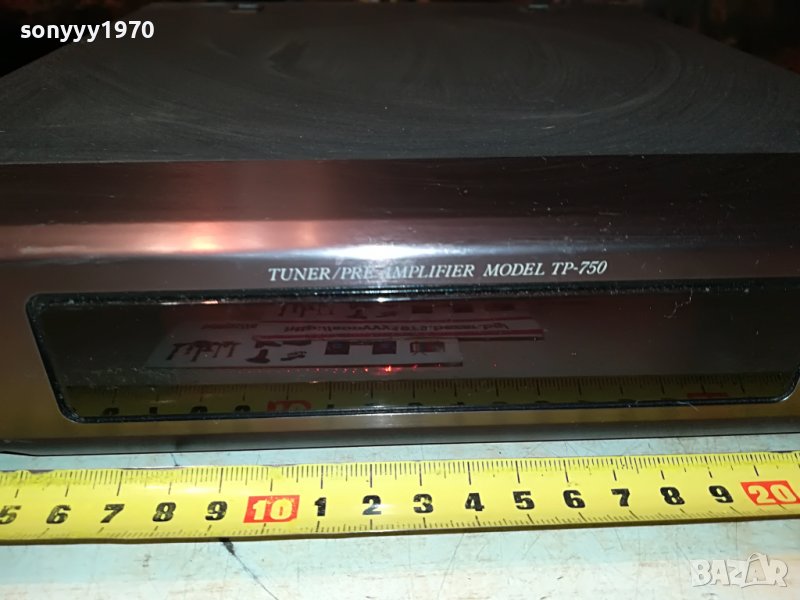 sonyyy1970
TUNER/PRE-AMPLIFIER MODEL TP-750
5 6 7 8 9 10 1 2 3 4 5 6 7 8 9 20
BAZAR